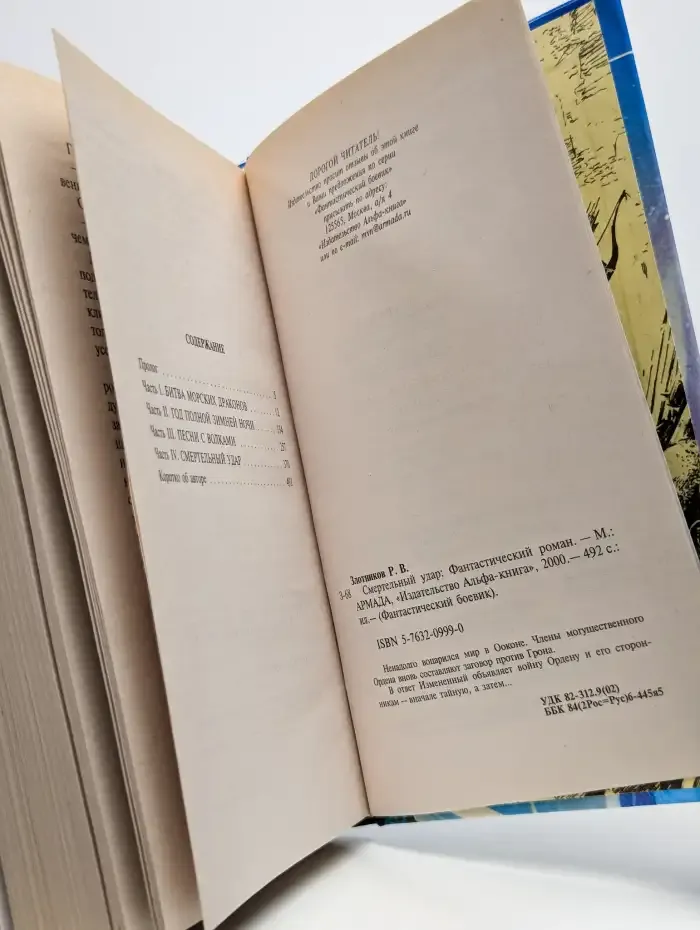 СОДЕРЖАНИЕ
Пролог
Часть I. БИТВА МОРСКИХ ДРАКОНОВ
Часть II. ГОД ПОЛНОЙ ЗИМНЕЙ НОЧИ
Часть III. ПЕСНИ С ВОЛКАМИ
Часть IV. СМЕРТЕЛЬНЫЙ УДАР
Коротко об авторе
ДОРОГОЙ ЧИТАТЕЛЬ!
Издательство просит отзывы об этой книге
и Ваши предложения по серии
«Фантастический боевик»
присылать по адресу:
125565, Москва, а/я 4
«Издательство Альфа-книга»
или по e-mail: mvn@armada.ru
Злотников Р. В.
З-68 Смертельный удар: Фантастический роман. — М.:
АРМАДА, «Издательство Альфа-книга», 2000.— 492 с.:
ил.— (Фантастический боевик).
ISBN 5-7632-0999-0
Ненадолго воцарился мир в Ооконе. Члены могущественного
Ордена вновь составляют заговор против Грона.
В ответ Измененный объявляет войну Ордену и его сторон-
никам – вначале тайную, а затем...
УДК 82-312.9(02)
ББК 84(2Рос=Рус)6-445я5